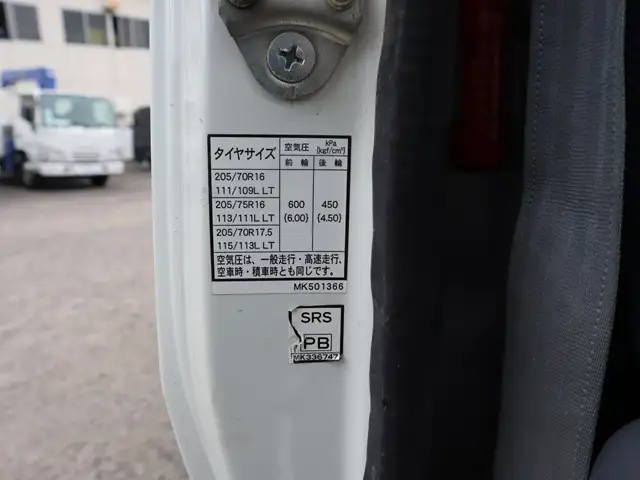 タイヤサイズ 空気圧 kPa {kgf/cm²}
前輪 後輪
205/70R16
111/109L LT
205/75R16 600 450
113/111L LT {6.00} {4.50}
205/70R17.5
115/113L LT
空気圧は、一般走行・高速走行、
空車時・積車時とも同じです。
MK501366
SRS
PB
MK336747